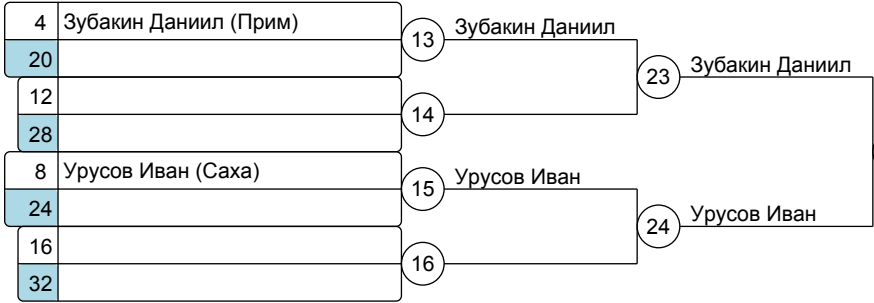 4 Зубакин Даниил (Прим)
13 Зубакин Даниил
20
23 Зубакин Даниил
12
14
28
8 Урусов Иван (Саха)
15 Урусов Иван
24
24 Урусов Иван
16
16
32